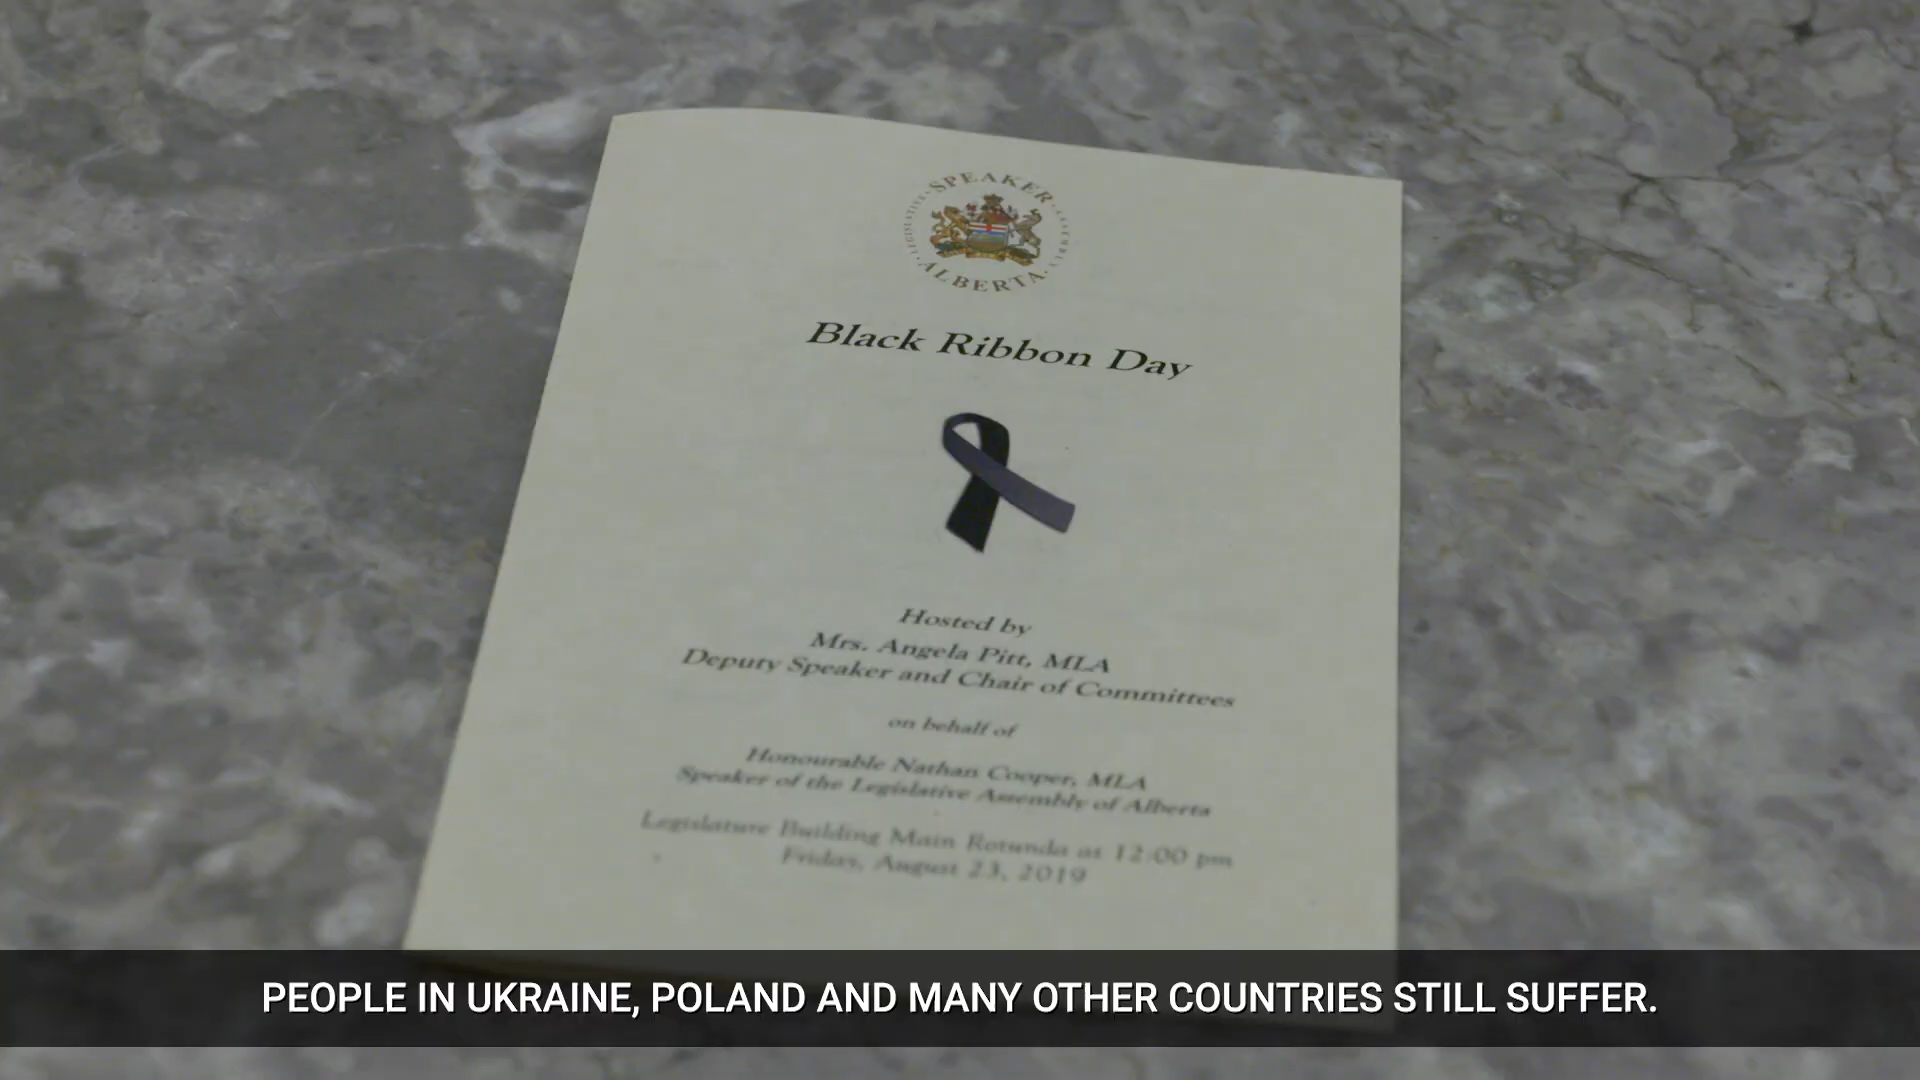 SPEAKER
LEGISLATIVE ASSEMBLY
ALBERTA
Black Ribbon Day
Hosted by
Mrs. Angela Pitt, MLA
Deputy Speaker and Chair of Committees
on behalf of
Honourable Nathan Cooper, MLA
Speaker of the Legislative Assembly of Alberta
Legislature Building Main Rotunda at 12:00 pm
Friday, August 23, 2019
PEOPLE IN UKRAINE, POLAND AND MANY OTHER COUNTRIES STILL SUFFER.